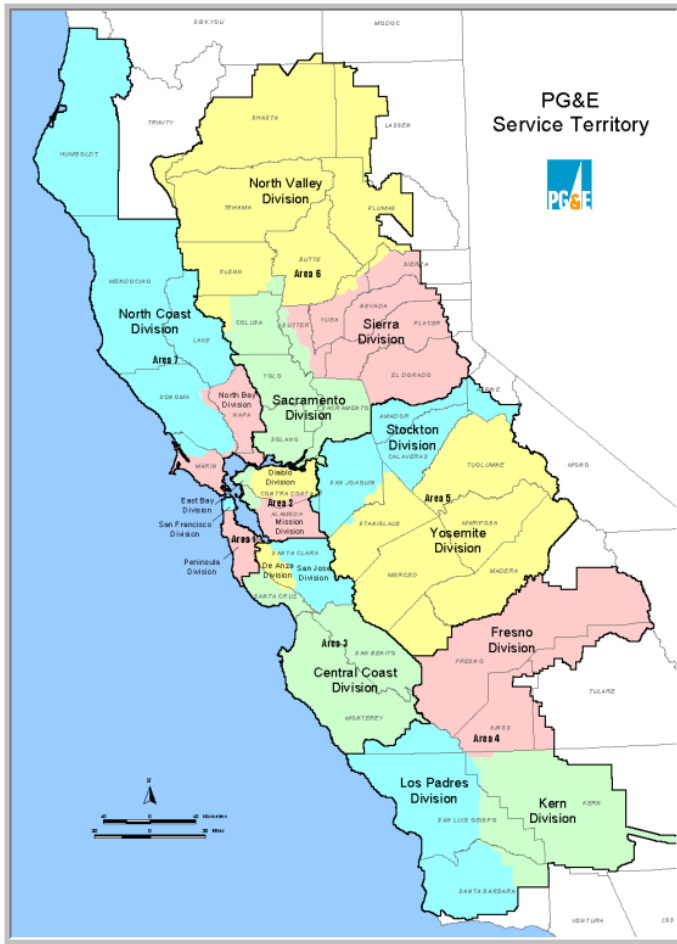 SISKIYOU
MODOC
PG&E
Service Territory
PG&E
TRINITY
SHASTA
LASSEN
HUMBOLDT
North Valley
Division
TEHAMA
PLUMAS
BUTTE
GLENN
Area 6
SIERRA
MENDOCINO
North Coast
Division
COLUSA
SUTTER
YUBA
NEVADA
PLACER
Sierra
Division
LAKE
Area 7
YOLO
EL DORADO
SONOMA
North Bay
Division
NAPA
Sacramento
Division
SACRAMENTO
ALPINE
AMADOR
Stockton
Division
SOLANO
CALAVERAS
MARIN
Diablo
Division
CONTRA COSTA
SAN JOAQUIN
TUOLUMNE
MONO
East Bay
Division
Area 2
ALAMEDA
Mission
Division
Area 5
San Francisco
Division
STANISLAUS
MARIPOSA
Yosemite
Division
Area 1
Peninsula
Division
SANTA CLARA
De Anza
Division
San Jose
Division
MERCED
MADERA
SANTA CRUZ
Fresno
Division
Area 3
SAN BENITO
FRESNO
Central Coast
Division
TULARE
MONTEREY
KINGS
Area 4
Los Padres
Division
Kern
Division
KERN
SAN LUIS OBISPO
SANTA BARBARA
VENTURA
LOS